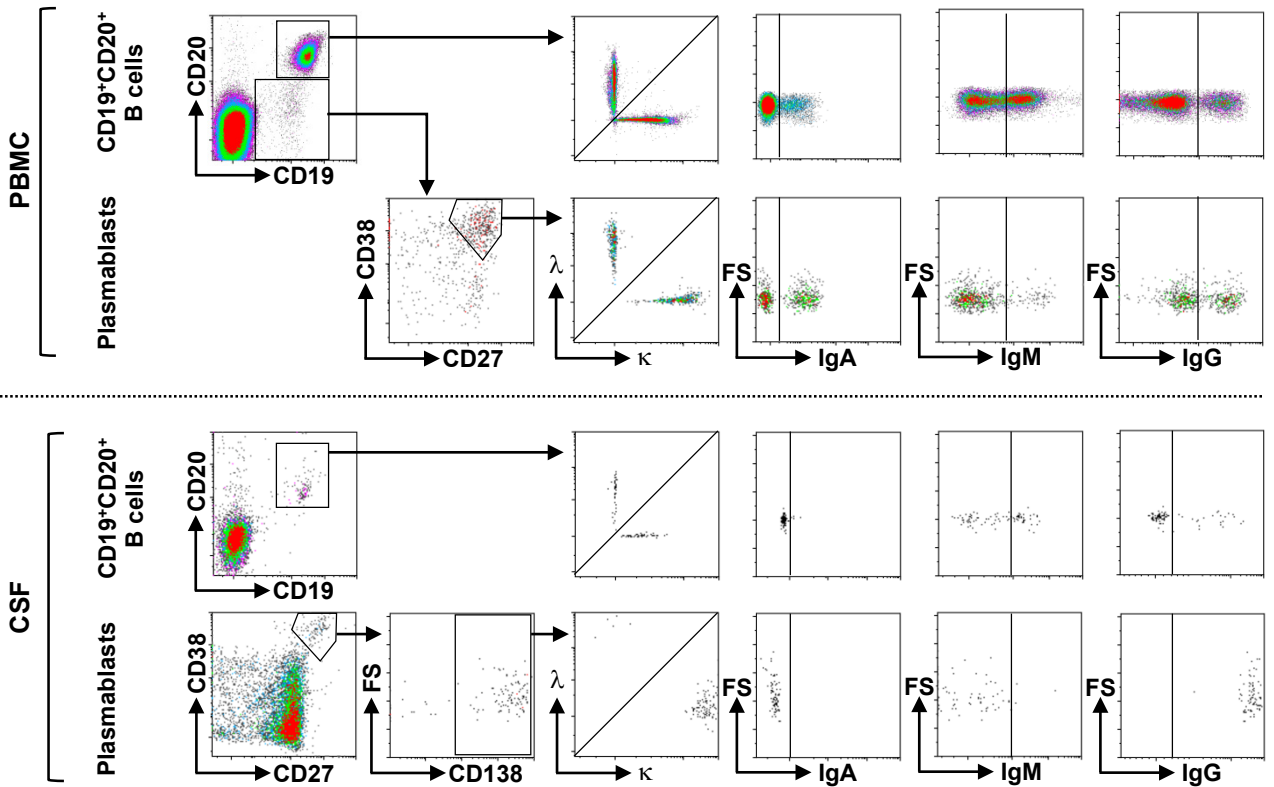 PBMC
CD19+CD20+
B cells
CD20
CD19
Plasmablasts
CD38
CD27
λ
κ
FS
IgA
FS
IgM
FS
IgG
CSF
CD19+CD20+
B cells
CD20
CD19
Plasmablasts
CD38
CD27
FS
CD138
λ
κ
FS
IgA
FS
IgM
FS
IgG